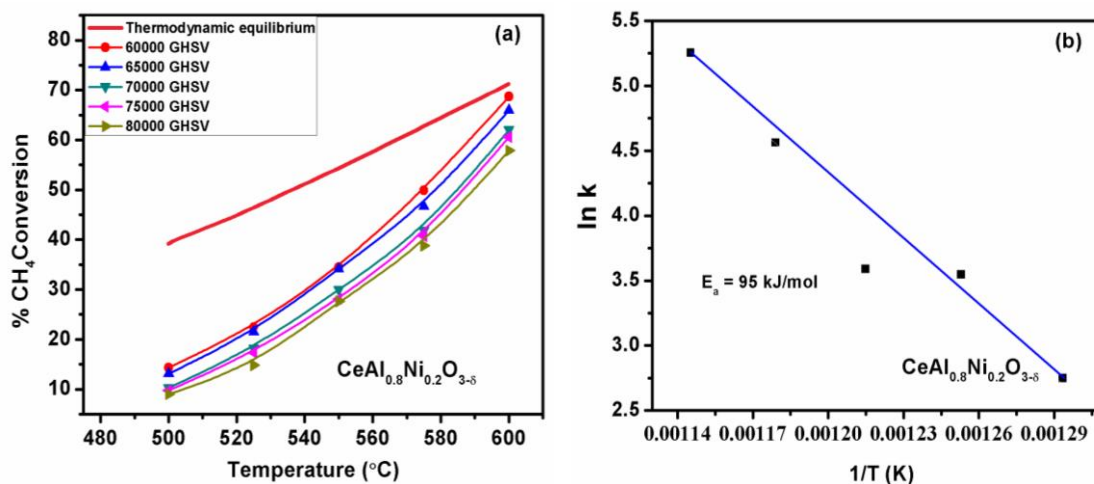 (a)
Thermodynamic equilibrium
60000 GHSV
65000 GHSV
70000 GHSV
75000 GHSV
80000 GHSV
% CH₄Conversion
80
70
60
50
40
30
20
10
CeAl₀.₈Ni₀.₂O₃₋δ
480 500 520 540 560 580 600
Temperature (°C)
(b)
ln k
5.5
5.0
4.5
4.0
3.5
3.0
2.5
Eₐ = 95 kJ/mol
CeAl₀.₈Ni₀.₂O₃₋δ
0.00114 0.00117 0.00120 0.00123 0.00126 0.00129
1/T (K)